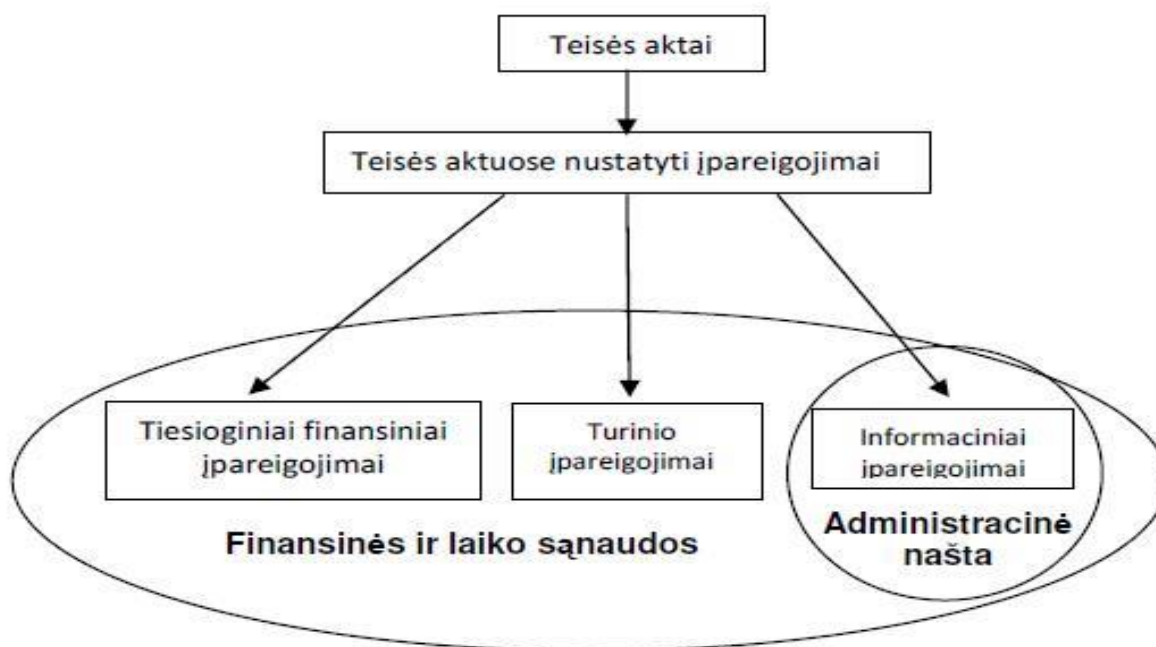 Teisės aktai
Teisės aktuose nustatyti įpareigojimai
Tiesioginiai finansiniai
įpareigojimai
Turinio
įpareigojimai
Informaciniai
įpareigojimai
Finansinės ir laiko sąnaudos
Administracinė
našta